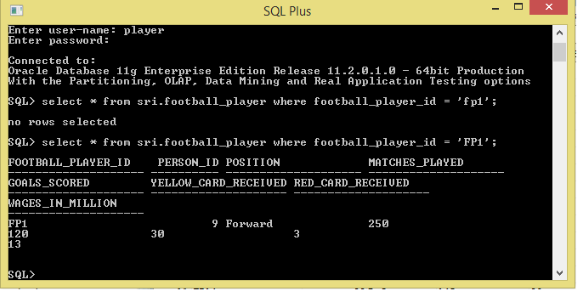 SQL Plus
Enter user-name: player
Enter password:
Connected to:
Oracle Database 11g Enterprise Edition Release 11.2.0.1.0 - 64bit Production
With the Partitioning, OLAP, Data Mining and Real Application Testing options
SQL> select * from sri.football_player where football_player_id = 'fp1';
no rows selected
SQL> select * from sri.football_player where football_player_id = 'FP1';
FOOTBALL_PLAYER_ID PERSON_ID POSITION MATCHES_PLAYED
GOALS_SCORED YELLOW_CARD_RECEIVED RED_CARD_RECEIVED
WAGES_IN_MILLION
FP1 9 Forward 250
120 30 3
13
SQL>